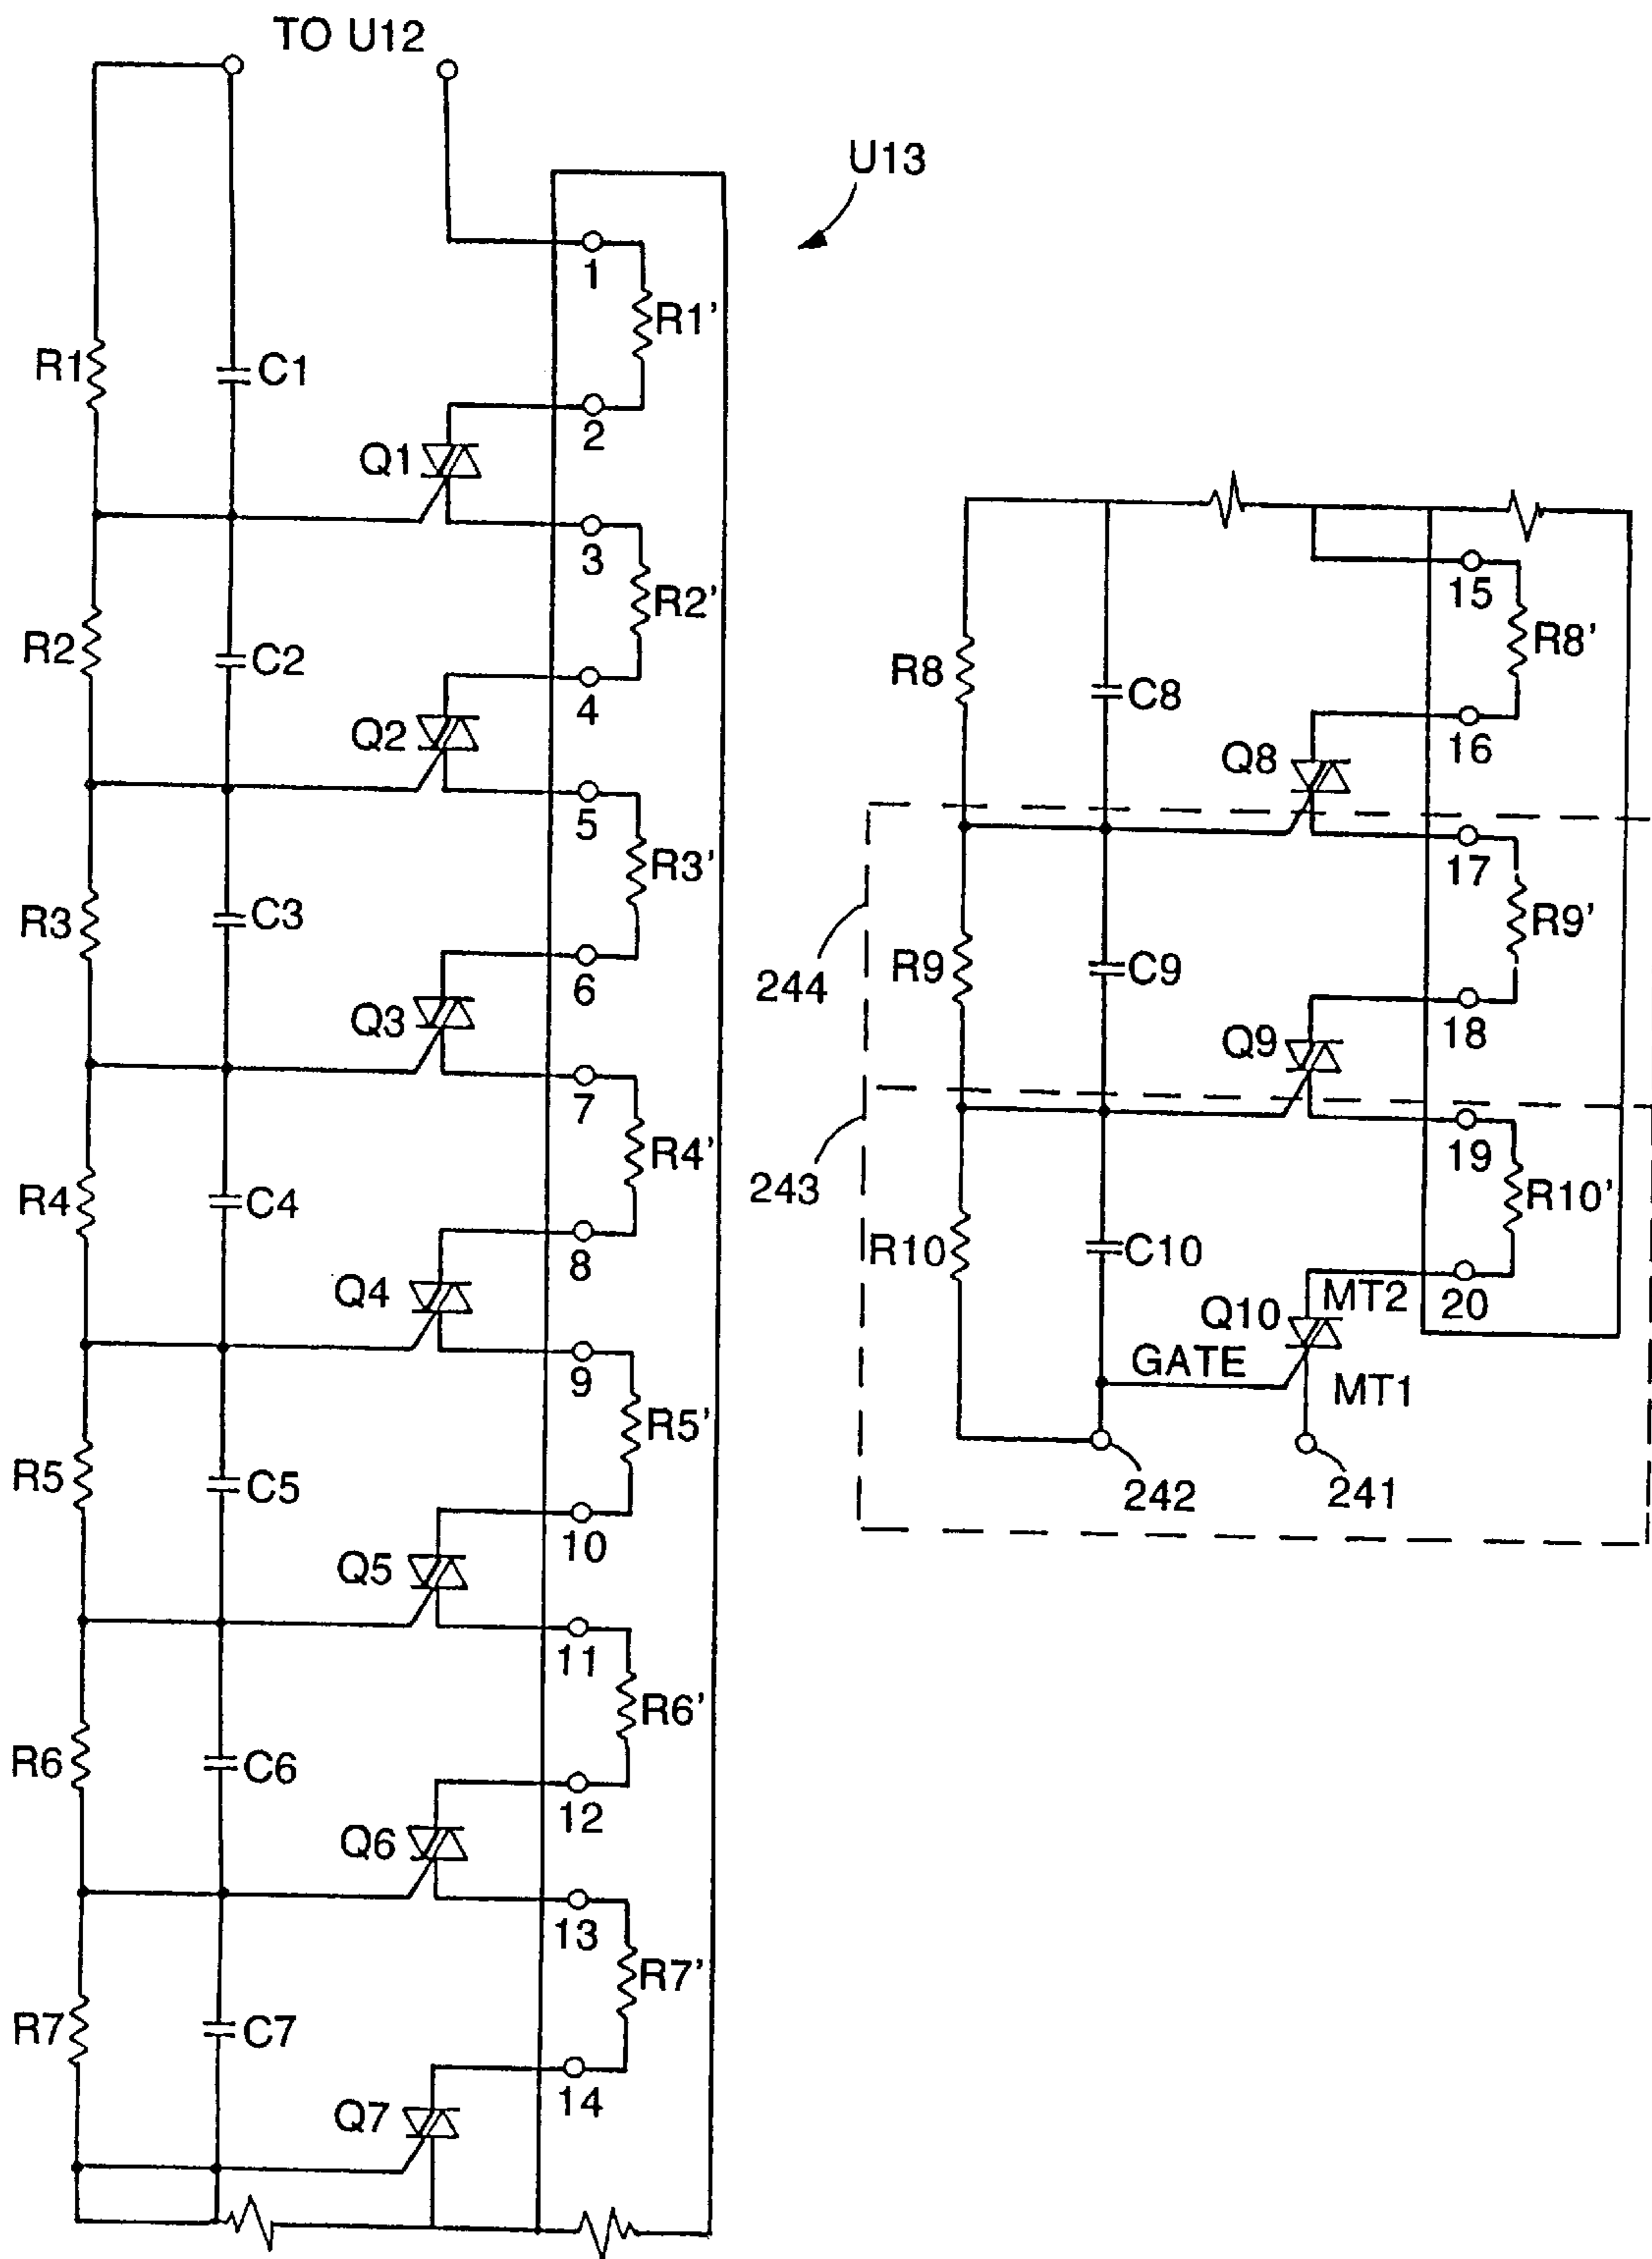 TO U12
U13
1
R1'
R1
C1
2
Q1
3
R2'
R2
C2
4
Q2
5
R3'
R3
C3
6
Q3
7
R4'
R4
C4
8
Q4
9
R5'
R5
C5
10
Q5
11
R6'
R6
C6
12
Q6
13
R7'
R7
C7
14
Q7
15
R8'
R8
C8
16
Q8
17
R9'
244
R9
C9
18
Q9
19
243
R10'
R10
C10
MT2
20
Q10
GATE
MT1
242
241